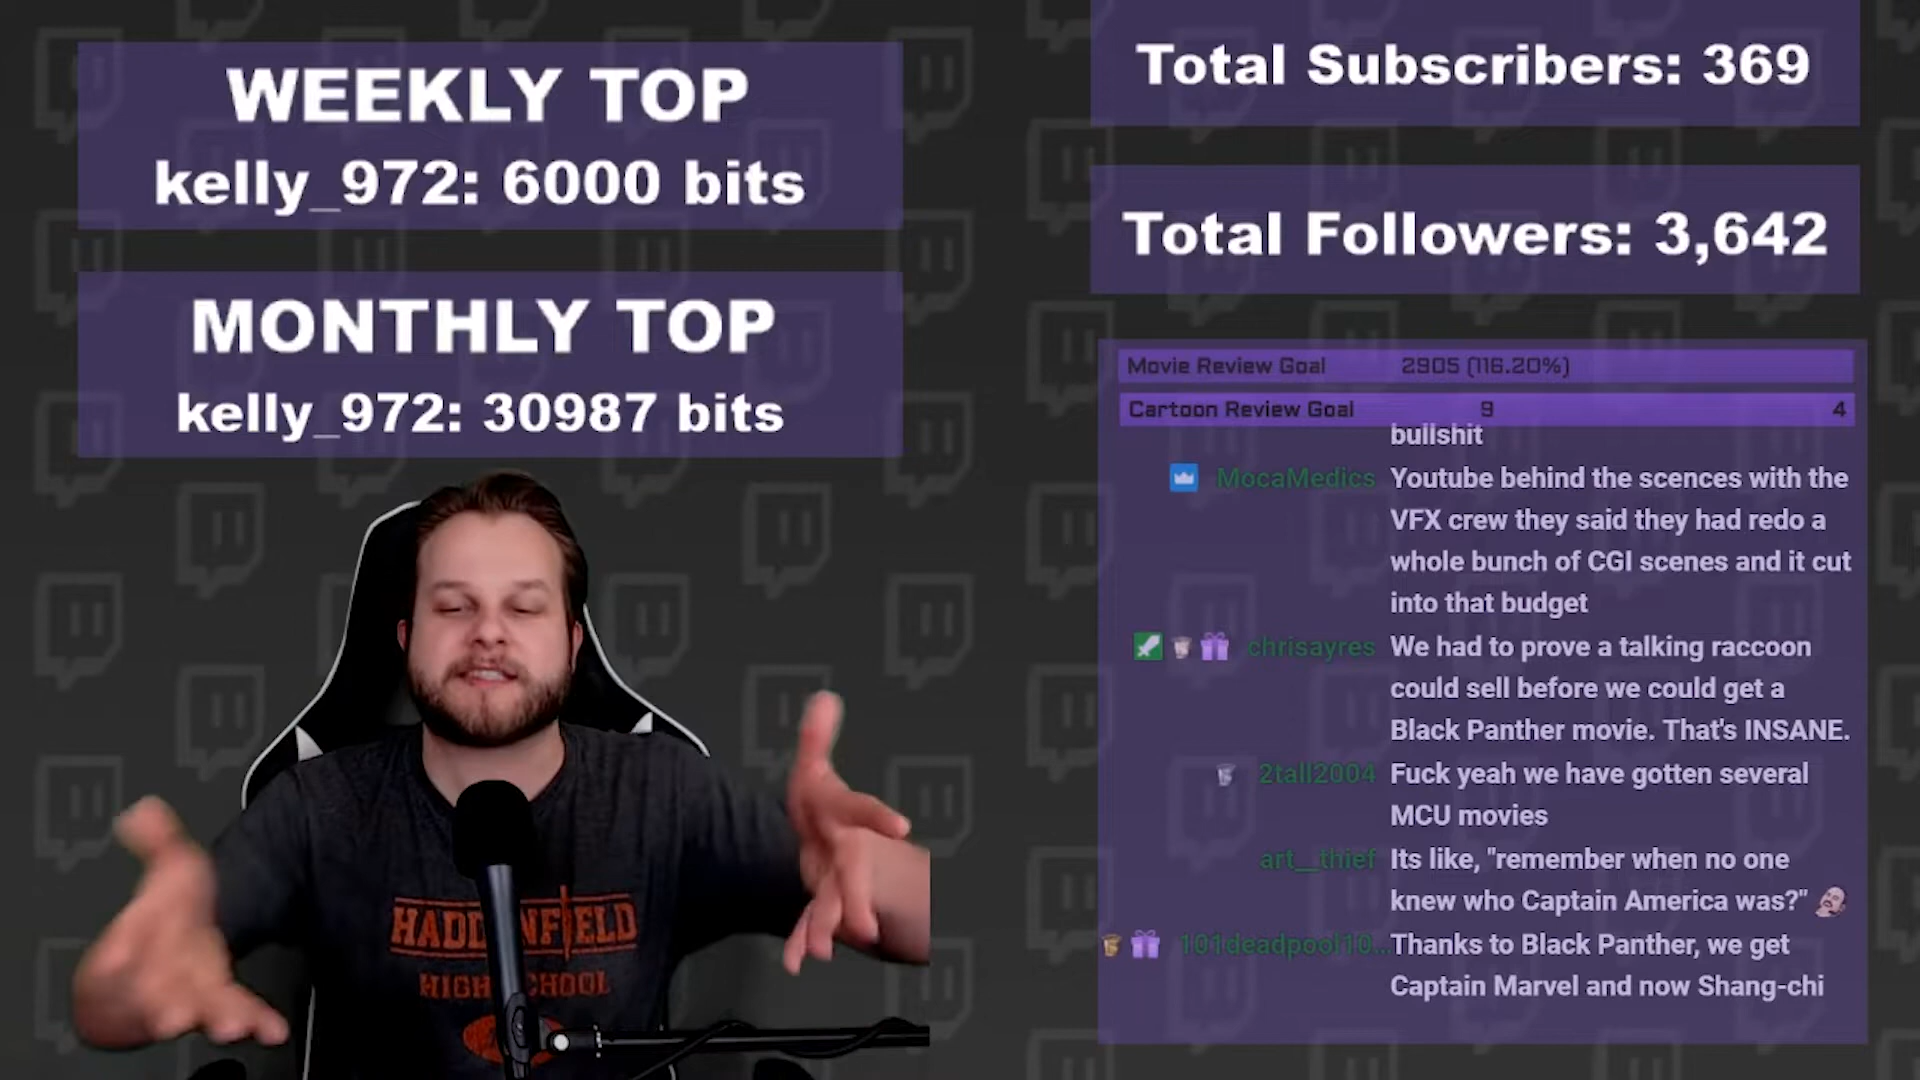 WEEKLY TOP
kelly_972: 6000 bits
MONTHLY TOP
kelly_972: 30987 bits
HADDONFIELD
HIGH SCHOOL
Total Subscribers: 369
Total Followers: 3,642
Movie Review Goal 2905 (116.20%)
Cartoon Review Goal 9 4
bullshit
MocaMedics Youtube behind the scences with the
VFX crew they said they had redo a
whole bunch of CGI scenes and it cut
into that budget
chrisayres We had to prove a talking raccoon
could sell before we could get a
Black Panther movie. That's INSANE.
2tall2004 Fuck yeah we have gotten several
MCU movies
art__thief Its like, "remember when no one
knew who Captain America was?"
101deadpool10... Thanks to Black Panther, we get
Captain Marvel and now Shang-chi